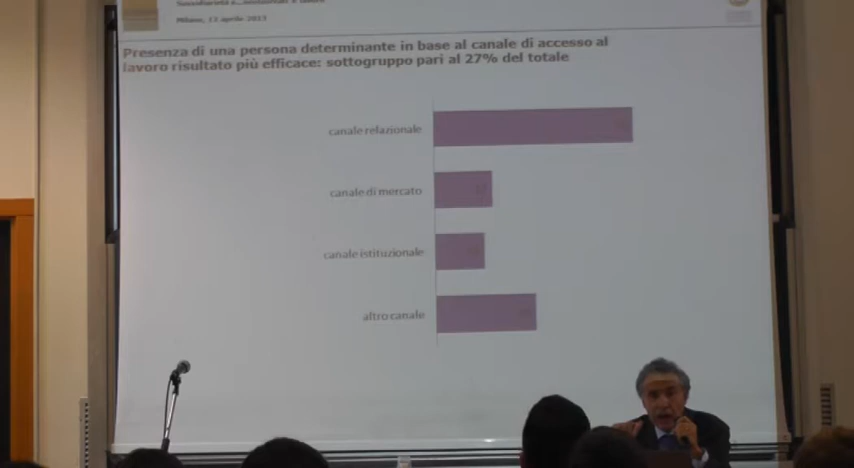 Milano, 12 aprile 2013
Presenza di una persona determinante in base al canale di accesso al
lavoro risultato più efficace: sottogruppo pari al 27% del totale
canale relazionale
canale di mercato
canale istituzionale
altro canale